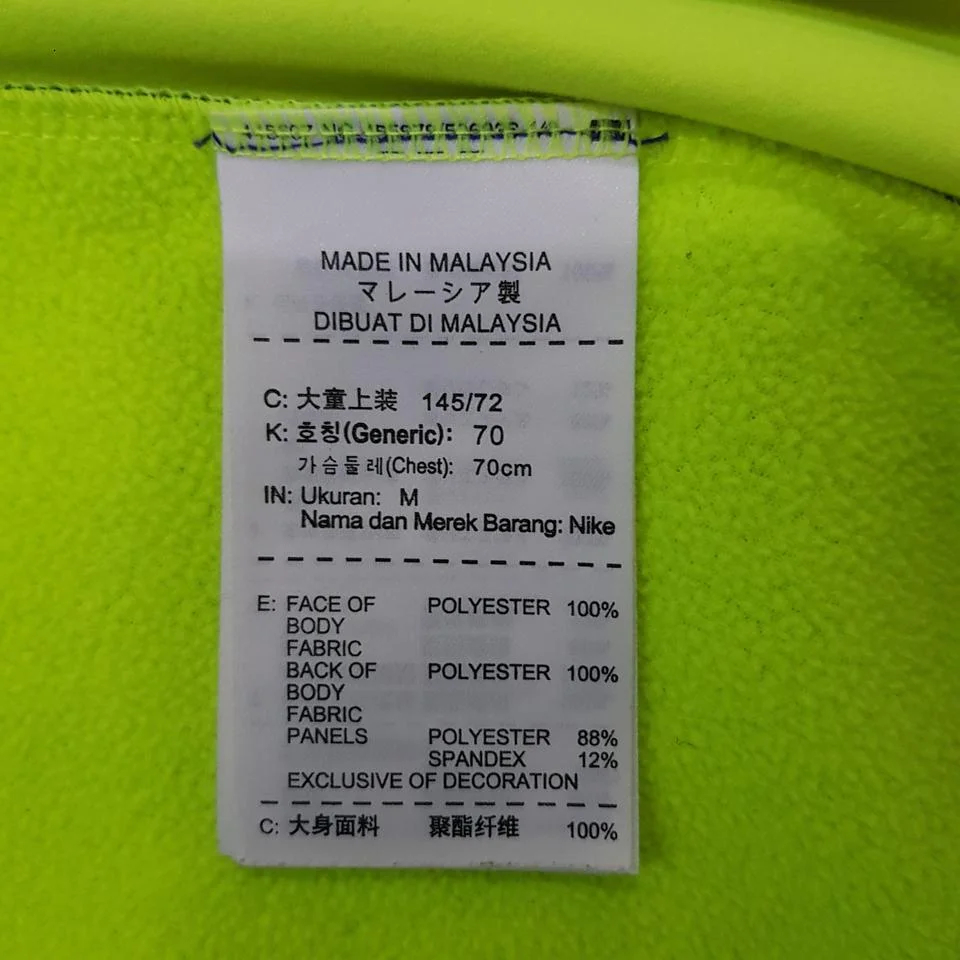 MADE IN MALAYSIA
マレーシア製
DIBUAT DI MALAYSIA
C: 大童上装 145/72
K: 호칭(Generic): 70
가슴둘레(Chest): 70cm
IN: Ukuran: M
Nama dan Merek Barang: Nike
E: FACE OF POLYESTER 100%
BODY
FABRIC
BACK OF POLYESTER 100%
BODY
FABRIC
PANELS POLYESTER 88%
SPANDEX 12%
EXCLUSIVE OF DECORATION
C: 大身面料 聚酯纤维 100%